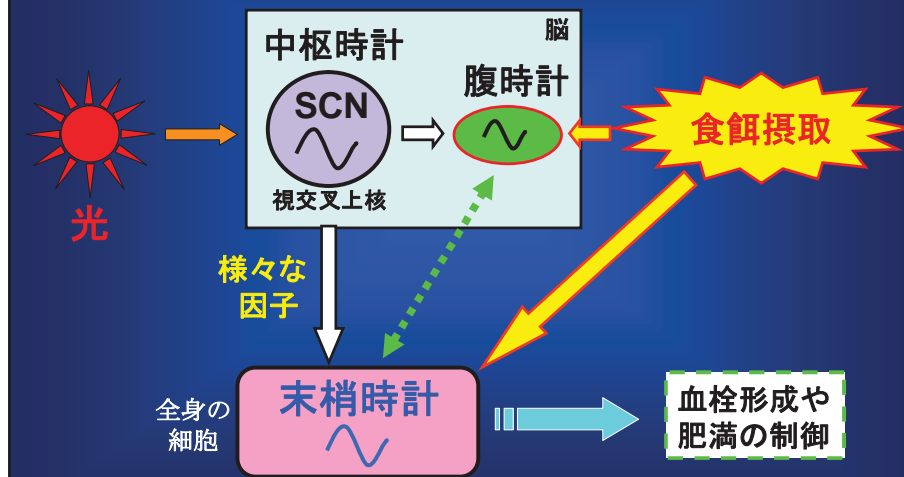 脳
中枢時計
腹時計
SCN
視交叉上核
光
食餌摂取
様々な
因子
全身の
細胞
末梢時計
血栓形成や
肥満の制御